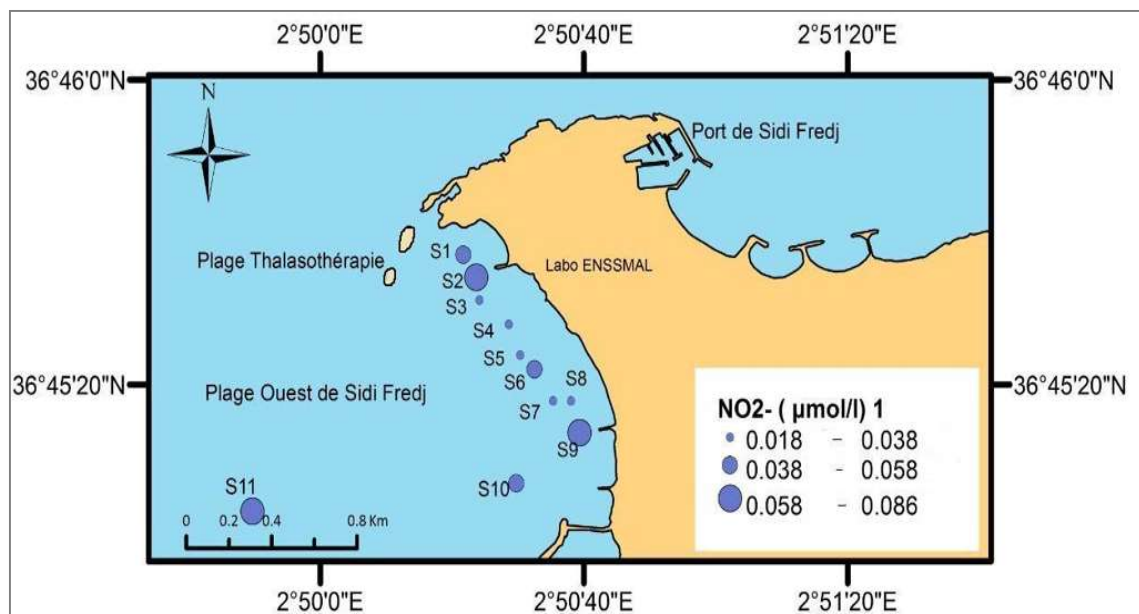 2°50'0"E 2°50'40"E 2°51'20"E
36°46'0"N 36°46'0"N
N
Port de Sidi Fredj
S1
Plage Thalasothérapie
Labo ENSSMAL
S2
S3
S4
S5
S6
S8
36°45'20"N 36°45'20"N
Plage Ouest de Sidi Fredj
S7
NO2- ( µmol/l) 1
0.018 - 0.038
S9
0.038 - 0.058
S10
S11
0.058 - 0.086
0 0.2 0.4 0.8 Km
2°50'0"E 2°50'40"E 2°51'20"E